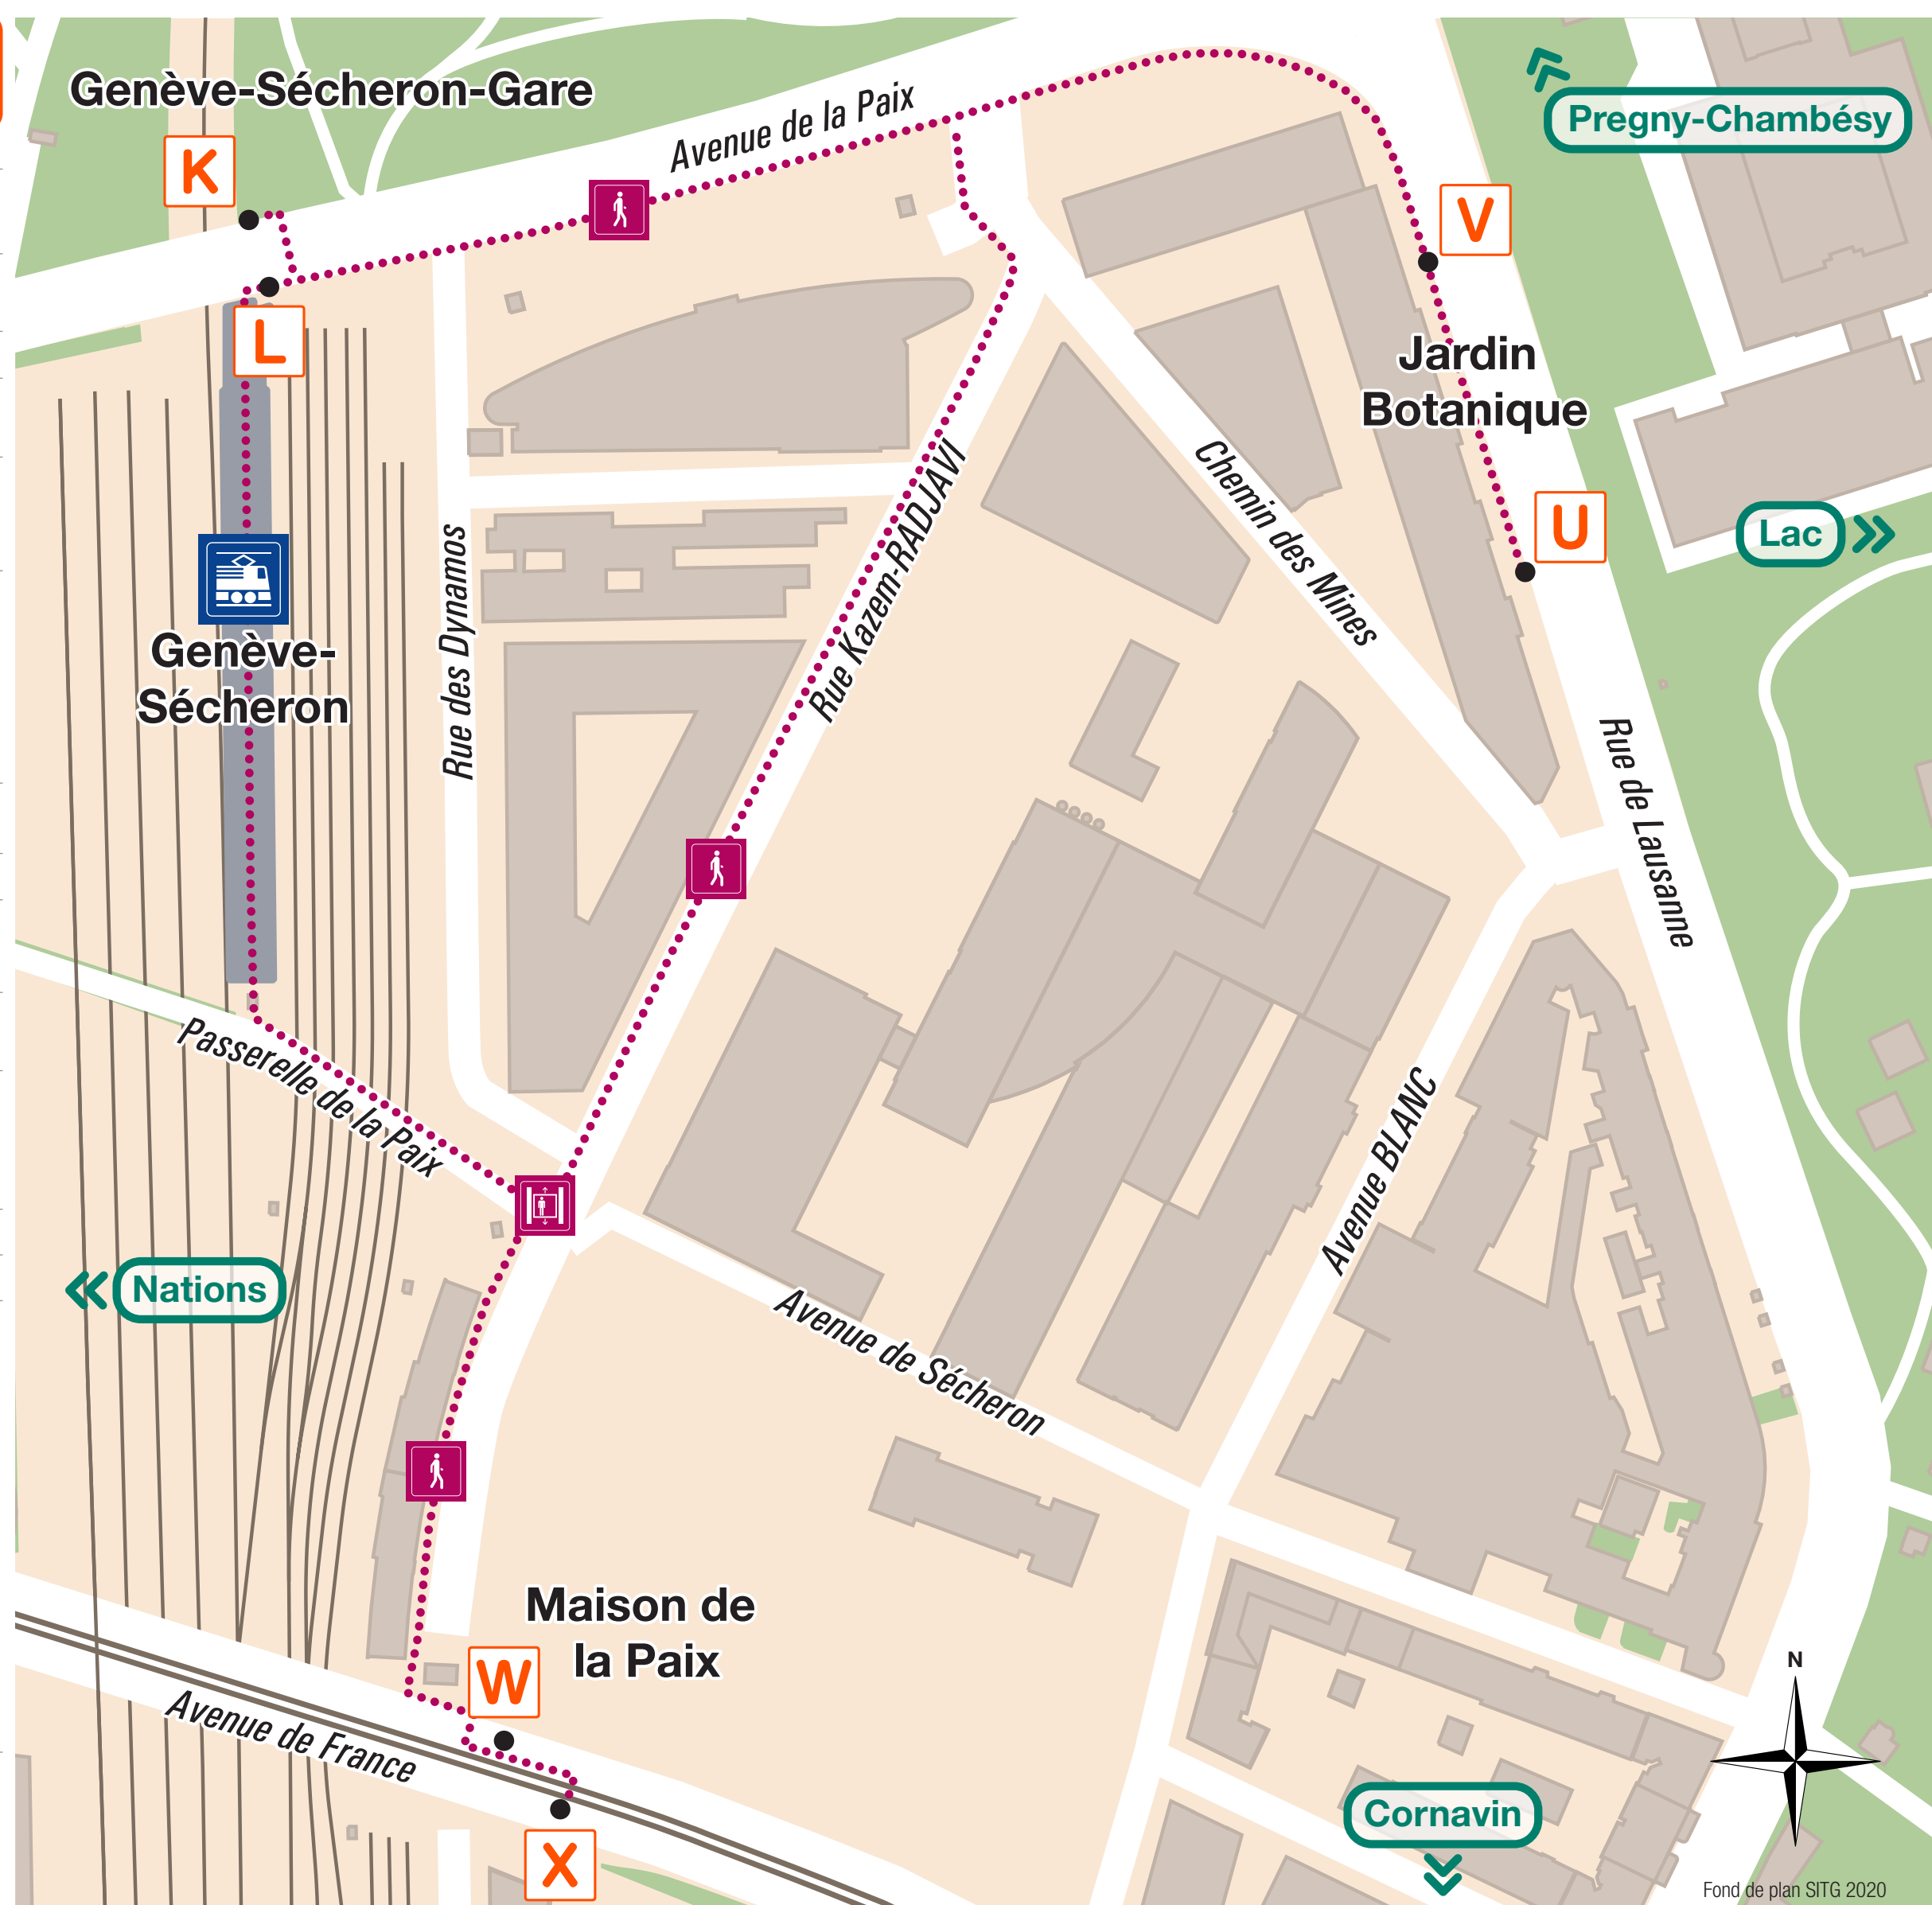 Genève-Sécheron-Gare
K
Avenue de la Paix
Pregny-Chambésy
V
L
Jardin
Botanique
U
Lac
Genève-
Sécheron
Rue des Dynamos
Rue Kazem-RADJAVI
Chemin des Mines
Rue de Lausanne
Passerelle de la Paix
Avenue BLANC
Nations
Avenue de Sécheron
Maison de
la Paix
W
Avenue de France
X
N
Cornavin
Fond de plan SITG 2020